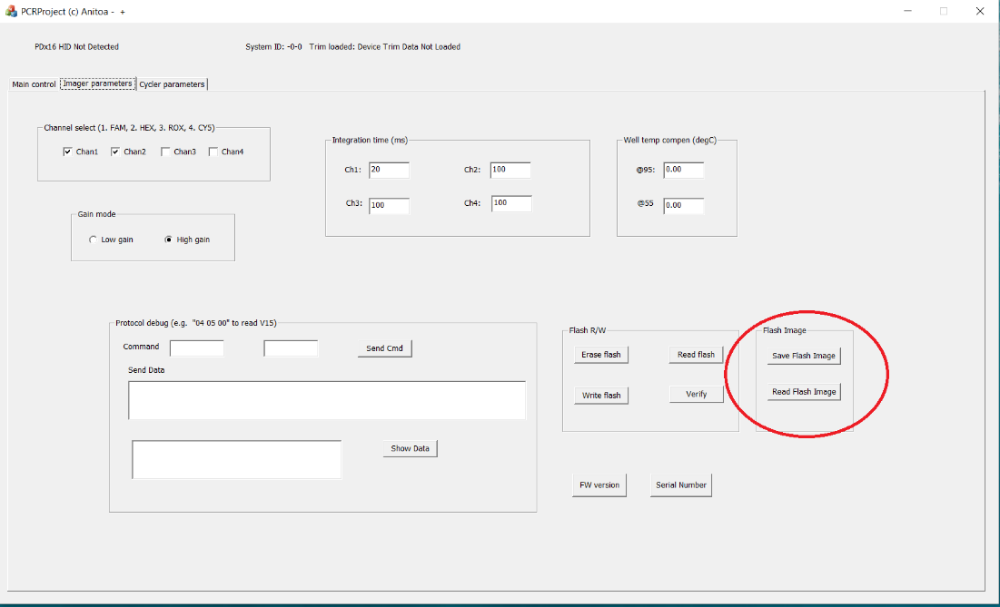 PCRProject (c) Anitoa -  +
PDx16 HID Not Detected
System ID: -0-0  Trim loaded: Device Trim Data Not Loaded
Main control
Imager parameters
Cycler parameters
Channel select (1. FAM, 2. HEX, 3. ROX, 4. CY5)
Chan1
Chan2
Chan3
Chan4
Integration time (ms)
Ch1: 20
Ch2: 100
Ch3: 100
Ch4: 100
Well temp compen (degC)
@95: 0.00
@55 0.00
Gain mode
Low gain
High gain
Protocol debug (e.g.  "04 05 00" to read V15)
Command
Send Cmd
Send Data
Show Data
Flash R/W
Erase flash
Read flash
Write flash
Verify
Flash Image
Save Flash Image
Read Flash Image
FW version
Serial Number